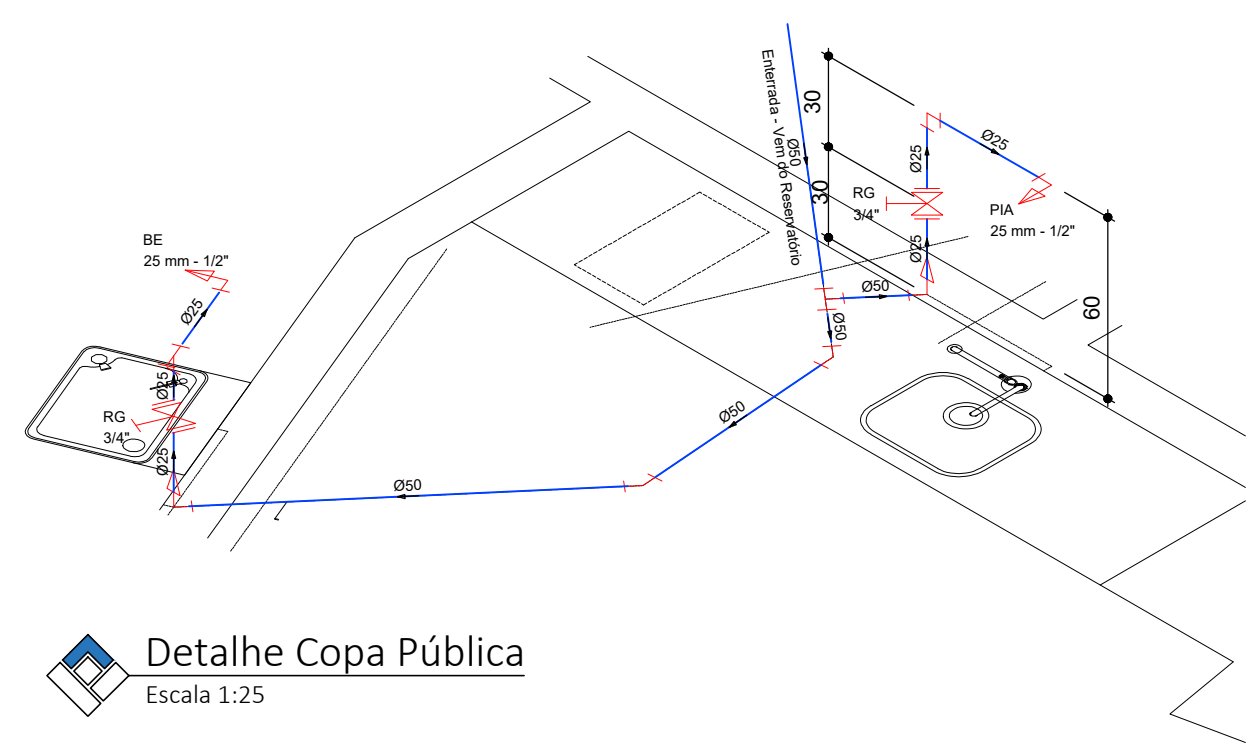 Enterrada - Vem do Reservatório
Ø50
30
30
Ø25
Ø25
RG
3/4"
Ø25
PIA
25 mm - 1/2"
60
Ø50
Ø50
BE
25 mm - 1/2"
Ø25
Ø25
RG
3/4"
Ø25
Ø50
Ø50
Detalhe Copa Pública
Escala 1:25